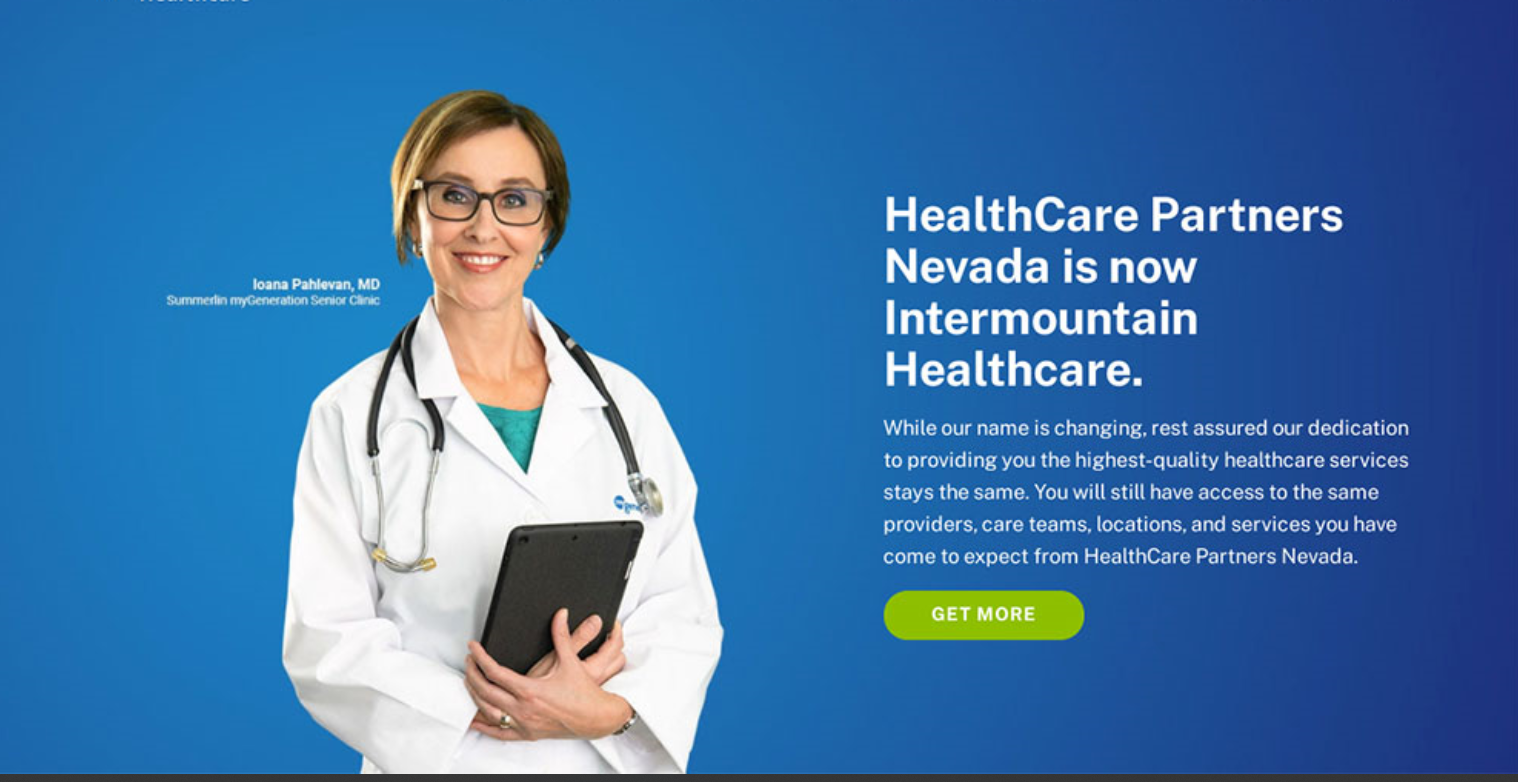 Ioana Pahlevan, MD
Summerlin myGeneration Senior Clinic
HealthCare Partners
Nevada is now
Intermountain
Healthcare.
While our name is changing, rest assured our dedication
to providing you the highest-quality healthcare services
stays the same. You will still have access to the same
providers, care teams, locations, and services you have
come to expect from HealthCare Partners Nevada.
GET MORE